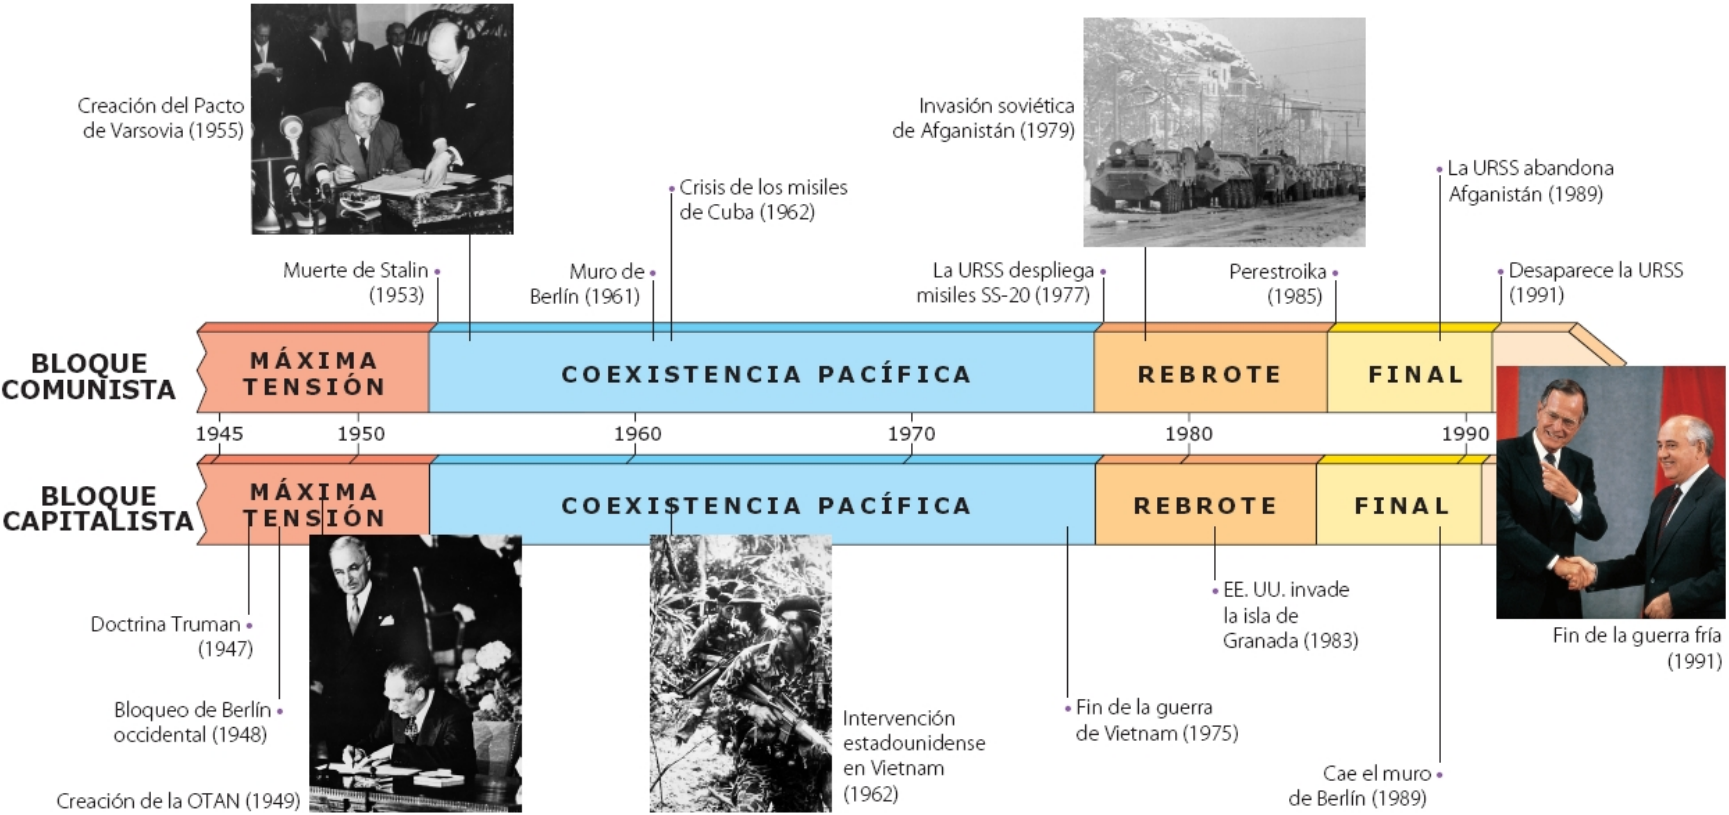 Creación del Pacto
de Varsovia (1955)
Invasión soviética
de Afganistán (1979)
La URSS abandona
Afganistán (1989)
Crisis de los misiles
de Cuba (1962)
Muerte de Stalin
(1953)
Muro de
Berlín (1961)
La URSS despliega
misiles SS-20 (1977)
Perestroika
(1985)
Desaparece la URSS
(1991)
BLOQUE
COMUNISTA
MÁXIMA
TENSIÓN
COEXISTENCIA PACÍFICA
REBROTE
FINAL
1945
1950
1960
1970
1980
1990
BLOQUE
CAPITALISTA
MÁXIMA
TENSIÓN
COEXISTENCIA PACÍFICA
REBROTE
FINAL
Doctrina Truman
(1947)
Bloqueo de Berlín
occidental (1948)
Creación de la OTAN (1949)
Intervención
estadounidense
en Vietnam
(1962)
Fin de la guerra
de Vietnam (1975)
EE. UU. invade
la isla de
Granada (1983)
Cae el muro
de Berlín (1989)
Fin de la guerra fría
(1991)